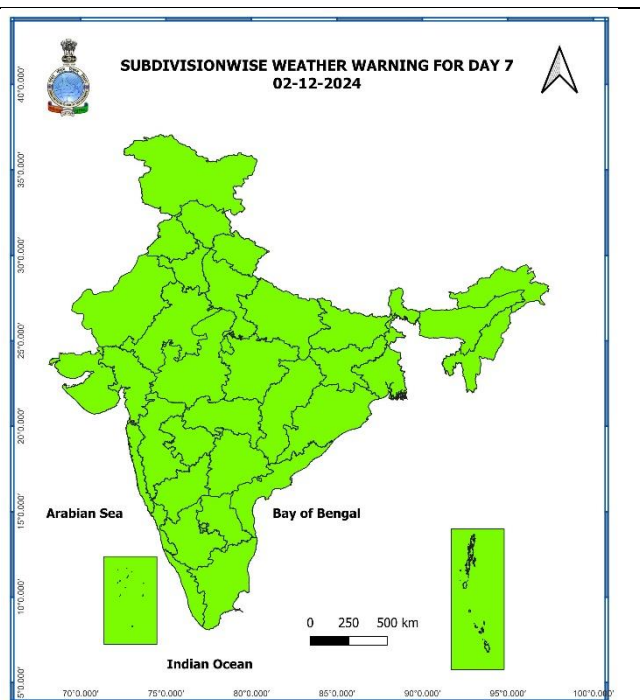 SUBDIVISIONWISE WEATHER WARNING FOR DAY 7
02-12-2024
40°0.000'
35°0.000'
30°0.000'
25°0.000'
20°0.000'
15°0.000'
10°0.000'
5°0.000'
Arabian Sea
Bay of Bengal
0 250 500 km
Indian Ocean
70°0.000' 75°0.000' 80°0.000' 85°0.000' 90°0.000' 95°0.000' 100°0.000'